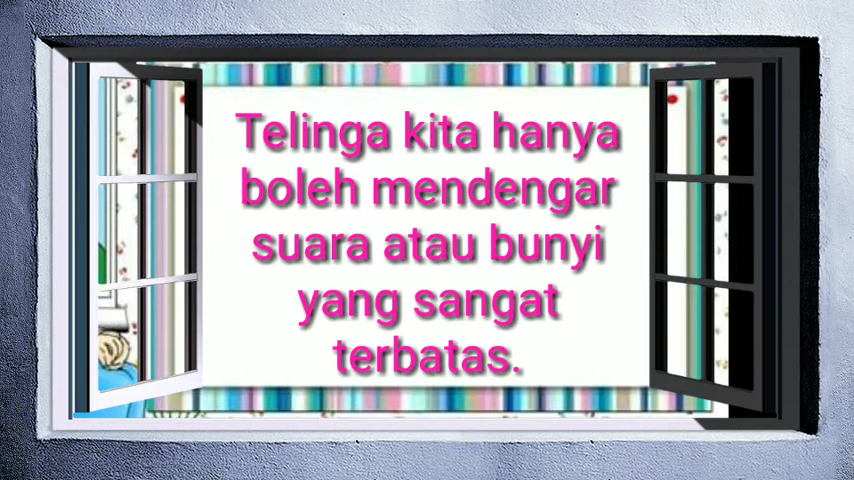 Telinga kita hanya
boleh mendengar
suara atau bunyi
yang sangat
terbatas.